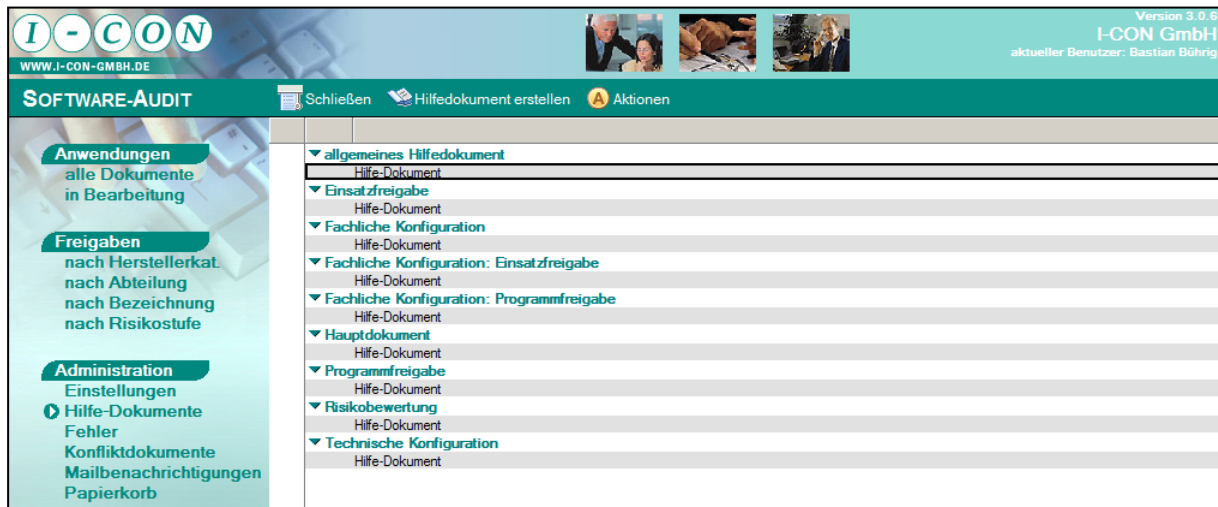 I-CON
WWW.I-CON-GMBH.DE
Version 3.0.6
I-CON GmbH
aktueller Benutzer: Bastian Bührig
SOFTWARE-AUDIT
Schließen Hilfedokument erstellen A Aktionen
Anwendungen
alle Dokumente
in Bearbeitung
Freigaben
nach Herstellerkat.
nach Abteilung
nach Bezeichnung
nach Risikostufe
Administration
Einstellungen
Hilfe-Dokumente
Fehler
Konfliktdokumente
Mailbenachrichtigungen
Papierkorb
allgemeines Hilfedokument
Hilfe-Dokument
Einsatzfreigabe
Hilfe-Dokument
Fachliche Konfiguration
Hilfe-Dokument
Fachliche Konfiguration: Einsatzfreigabe
Hilfe-Dokument
Fachliche Konfiguration: Programmfreigabe
Hilfe-Dokument
Hauptdokument
Hilfe-Dokument
Programmfreigabe
Hilfe-Dokument
Risikobewertung
Hilfe-Dokument
Technische Konfiguration
Hilfe-Dokument